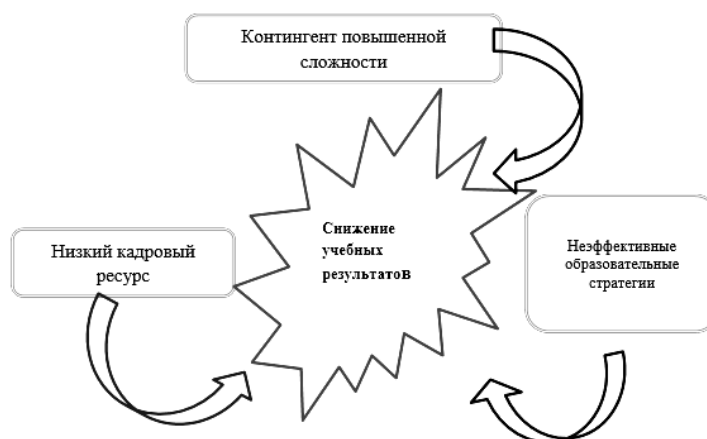 Контингент повышенной
сложности
Снижение
учебных
результатов
Низкий кадровый
ресурс
Неэффективные
образовательные
стратегии